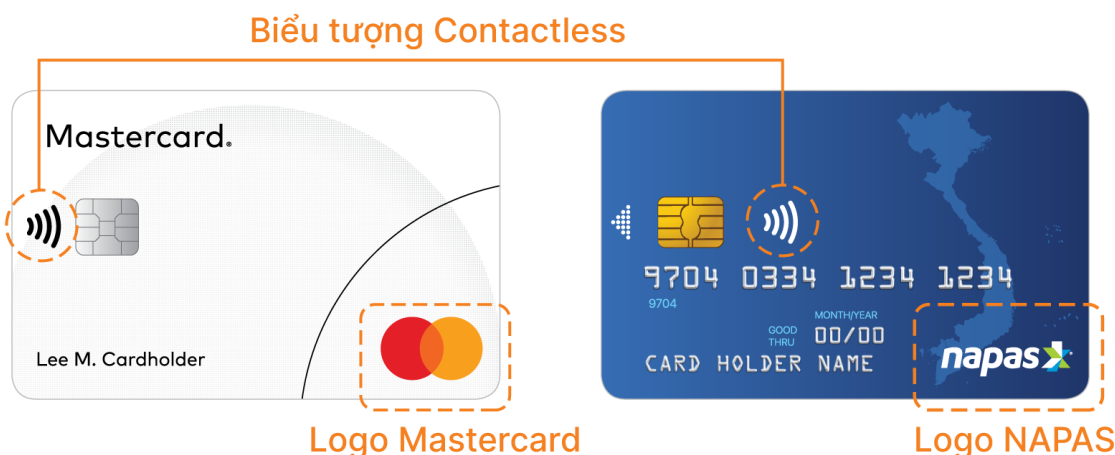 Biểu tượng Contactless
Mastercard.
Lee M. Cardholder
Logo Mastercard
9704 0334 1234 1234
9704
MONTH/YEAR
GOOD
THRU
00/00
CARD HOLDER NAME
napas
Logo NAPAS